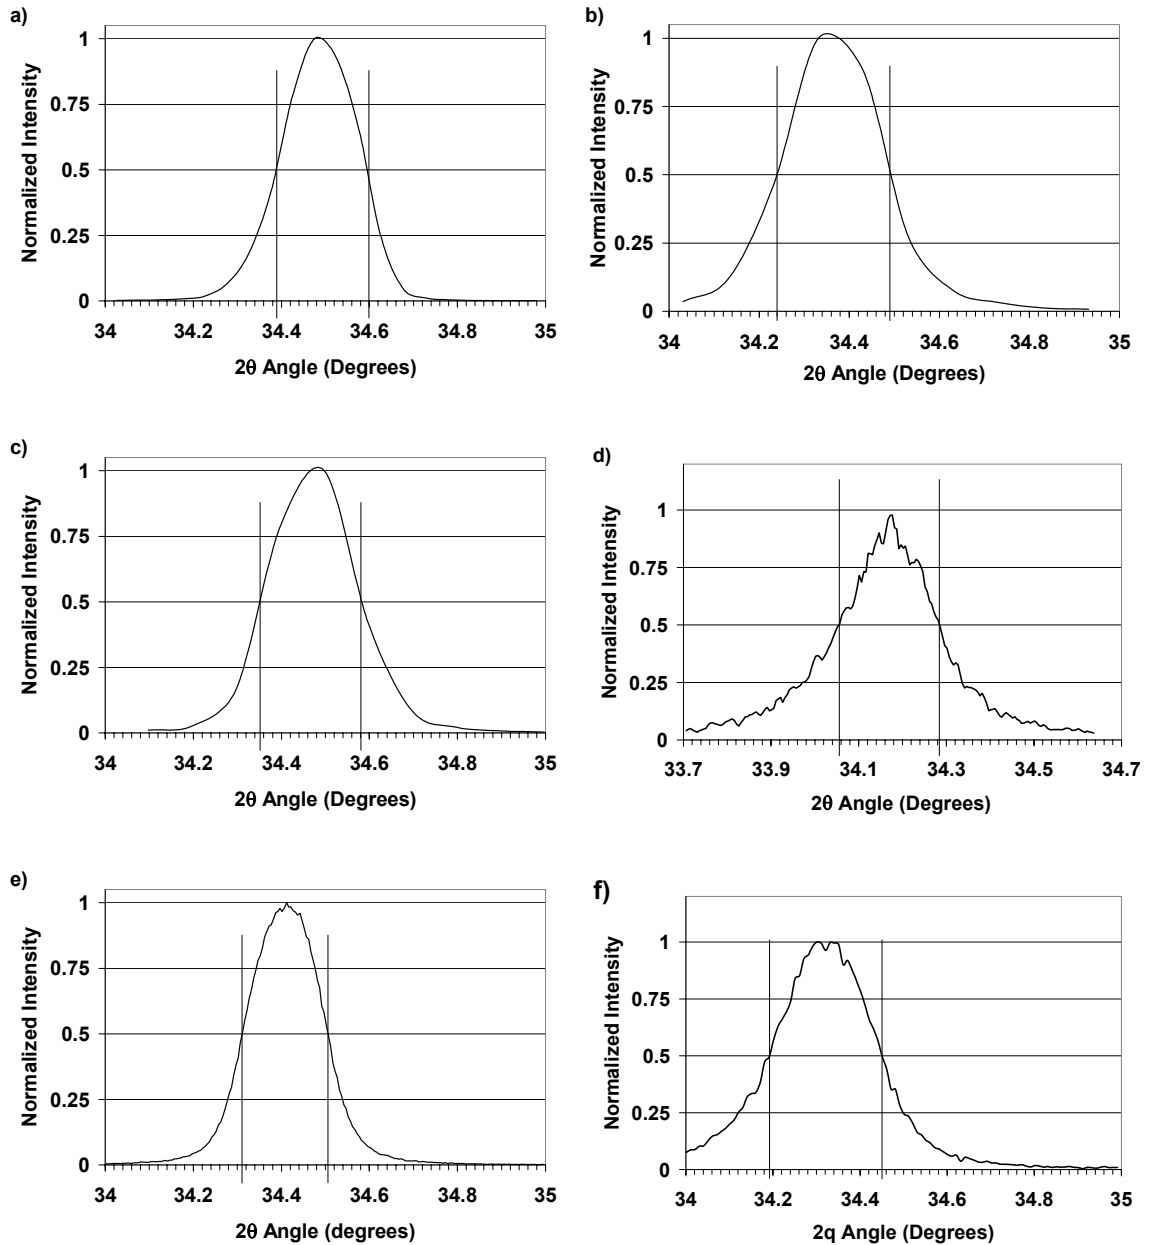 a)
Normalized Intensity
1
0.75
0.5
0.25
0
34 34.2 34.4 34.6 34.8 35
2θ Angle (Degrees)
b)
Normalized Intensity
1
0.75
0.5
0.25
0
34 34.2 34.4 34.6 34.8 35
2θ Angle (Degrees)
c)
Normalized Intensity
1
0.75
0.5
0.25
0
34 34.2 34.4 34.6 34.8 35
2θ Angle (Degrees)
d)
Normalized Intensity
1
0.75
0.5
0.25
0
33.7 33.9 34.1 34.3 34.5 34.7
2θ Angle (Degrees)
e)
Normalized Intensity
1
0.75
0.5
0.25
0
34 34.2 34.4 34.6 34.8 35
2θ Angle (degrees)
f)
Normalized Intensity
1
0.75
0.5
0.25
0
34 34.2 34.4 34.6 34.8 35
2q Angle (Degrees)